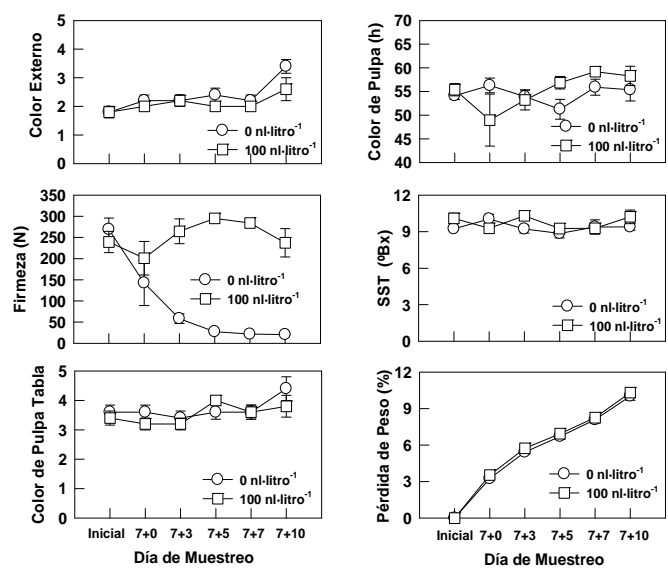 Color Externo
5
4
3
2
1
0 nl·litro⁻¹
100 nl·litro⁻¹
Color de Pulpa (h)
70
65
60
55
50
45
40
0 nl·litro⁻¹
100 nl·litro⁻¹
Firmeza (N)
350
300
250
200
150
100
50
0
0 nl·litro⁻¹
100 nl·litro⁻¹
SST (ºBx)
12
9
6
3
0
0 nl·litro⁻¹
100 nl·litro⁻¹
Color de Pulpa Tabla
5
4
3
2
1
0
0 nl·litro⁻¹
100 nl·litro⁻¹
Inicial 7+0 7+3 7+5 7+7 7+10
Día de Muestreo
Pérdida de Peso (%)
12
9
6
3
0
0 nl·litro⁻¹
100 nl·litro⁻¹
Inicial 7+0 7+3 7+5 7+7 7+10
Día de Muestreo